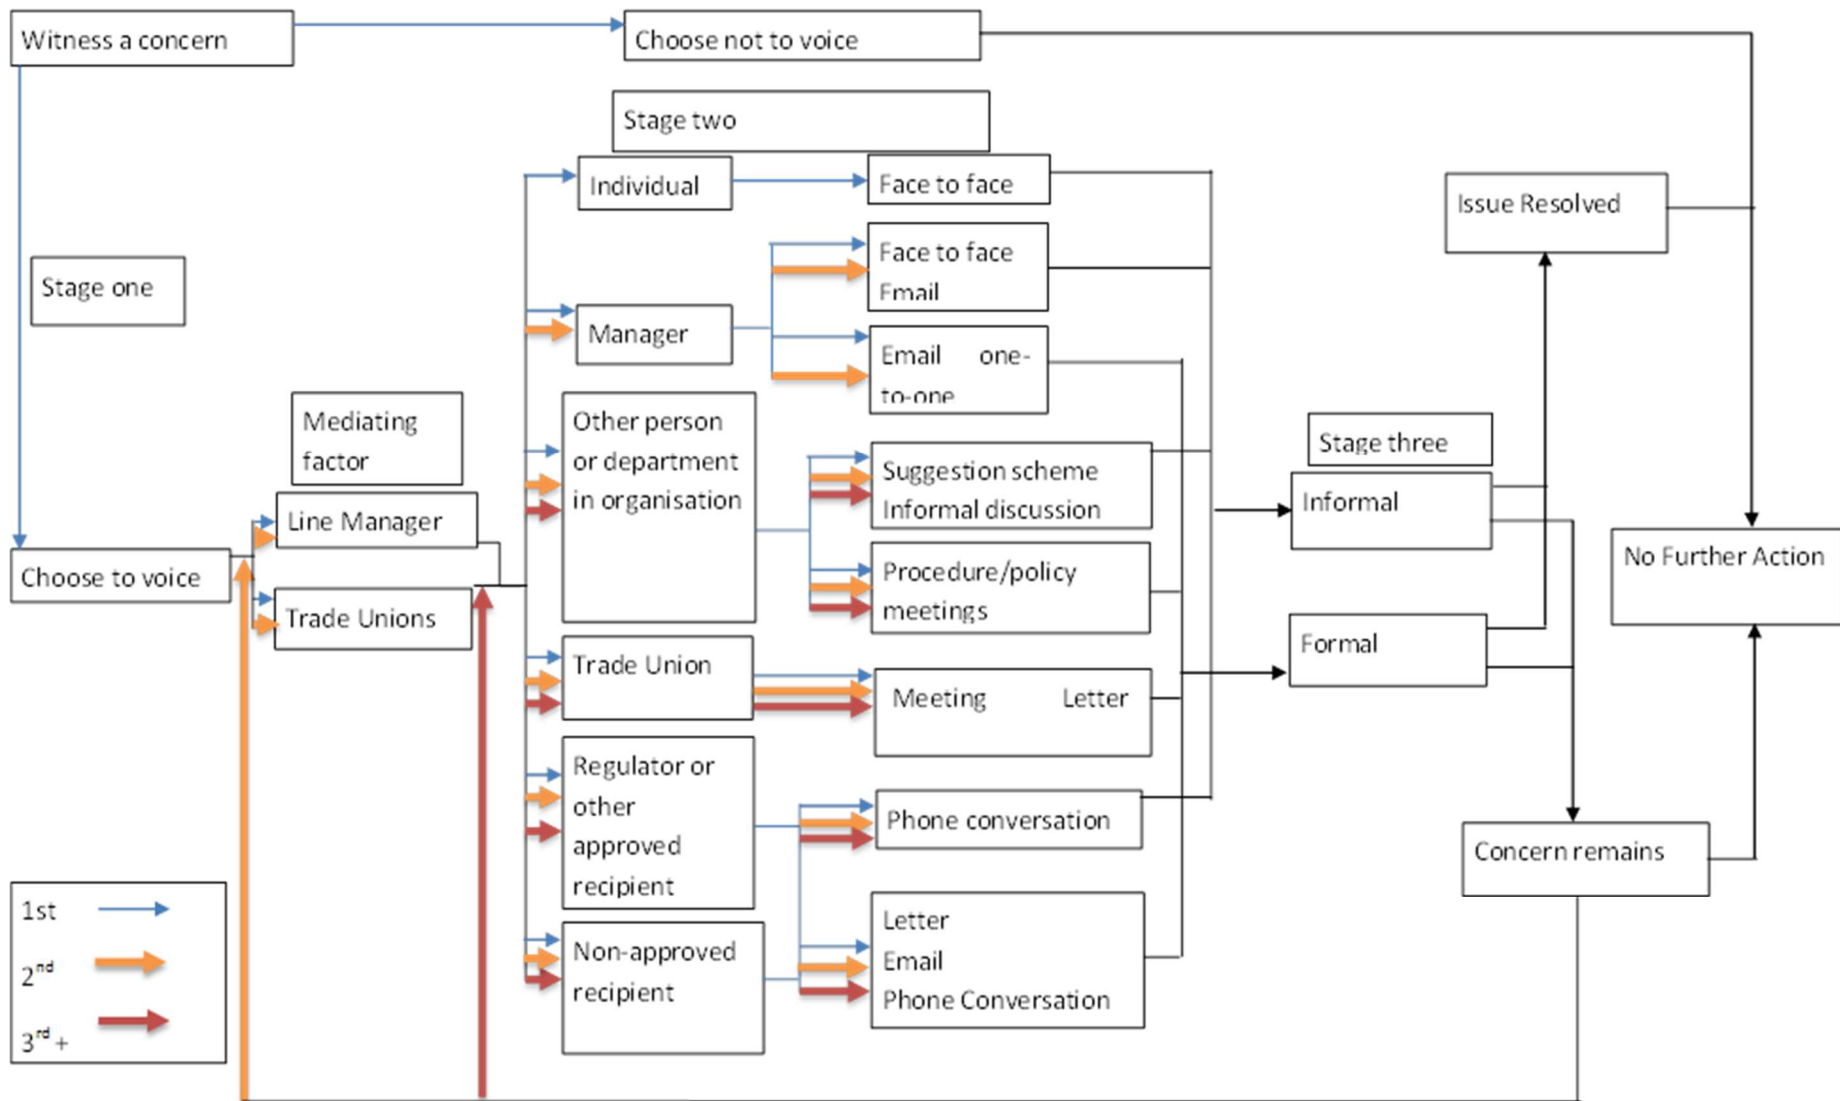 Witness a concern
Choose not to voice
Stage two
Individual
Face to face
Issue Resolved
Stage one
Face to face
Email
Manager
Email one-
to-one
Mediating
factor
Other person
or department
in organisation
Stage three
Suggestion scheme
Informal discussion
Line Manager
Informal
Choose to voice
Procedure/policy
meetings
No Further Action
Trade Unions
Trade Union
Formal
Meeting Letter
Regulator or
other
approved
recipient
Phone conversation
Concern remains
1st
2nd
3rd +
Non-approved
recipient
Letter
Email
Phone Conversation